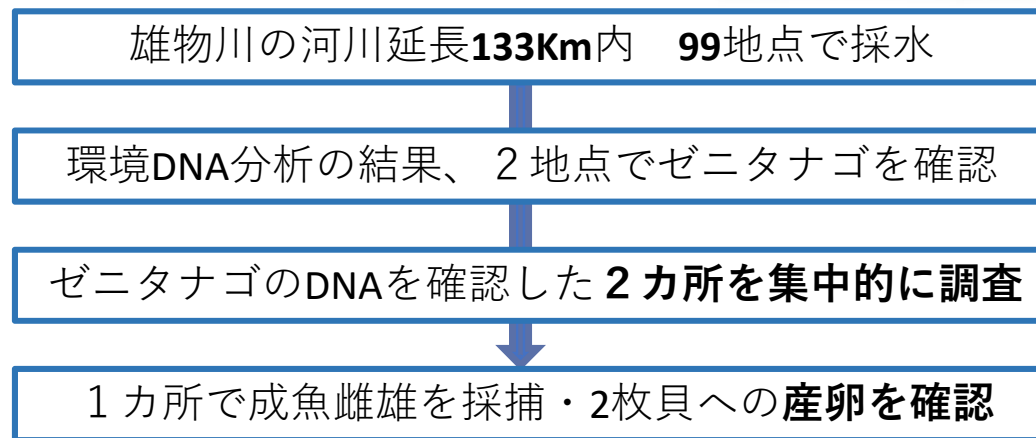 雄物川の河川延長133Km内　99地点で採水
環境DNA分析の結果、２地点でゼニタナゴを確認
ゼニタナゴのDNAを確認した２カ所を集中的に調査
１カ所で成魚雌雄を採捕・2枚貝への産卵を確認